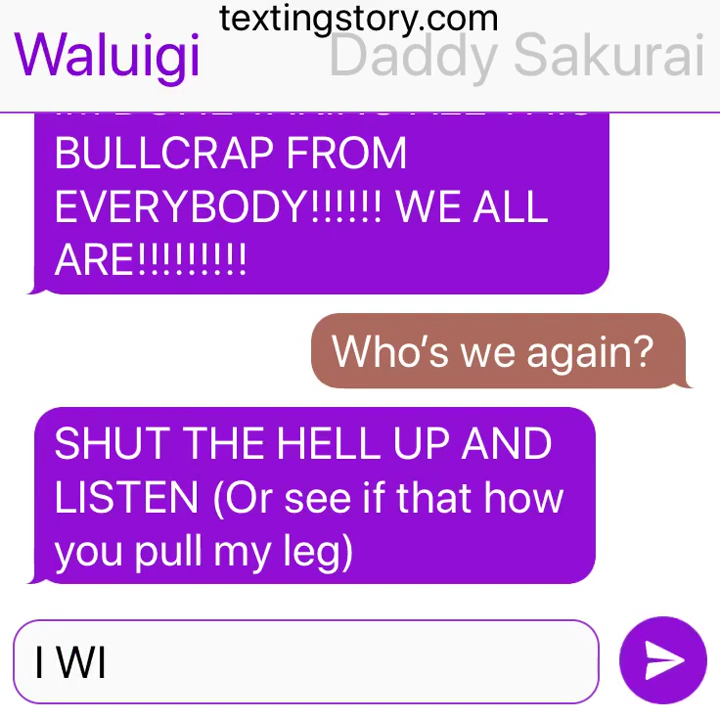 textingstory.com
Waluigi Daddy Sakurai
BULLCRAP FROM
EVERYBODY!!!!!! WE ALL
ARE!!!!!!!!!
Who's we again?
SHUT THE HELL UP AND
LISTEN (Or see if that how
you pull my leg)
I WI